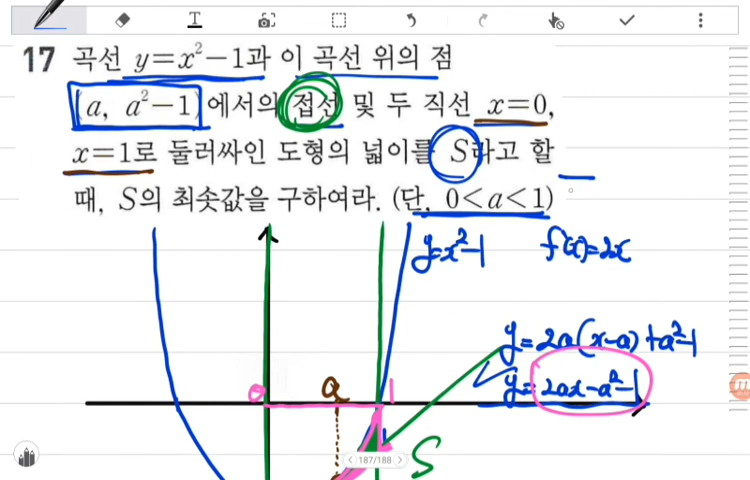 17 곡선 y=x²-1과 이 곡선 위의 점
(a, a²-1)에서의 접선 및 두 직선 x=0,
x=1로 둘러싸인 도형의 넓이를 S라고 할
때, S의 최솟값을 구하여라. (단, 0<a<1)
y=x²-1 f'(x)=2x
y=2a(x-a)+a²-1
y=2ax-a²-1
0 a 1
S
187/188